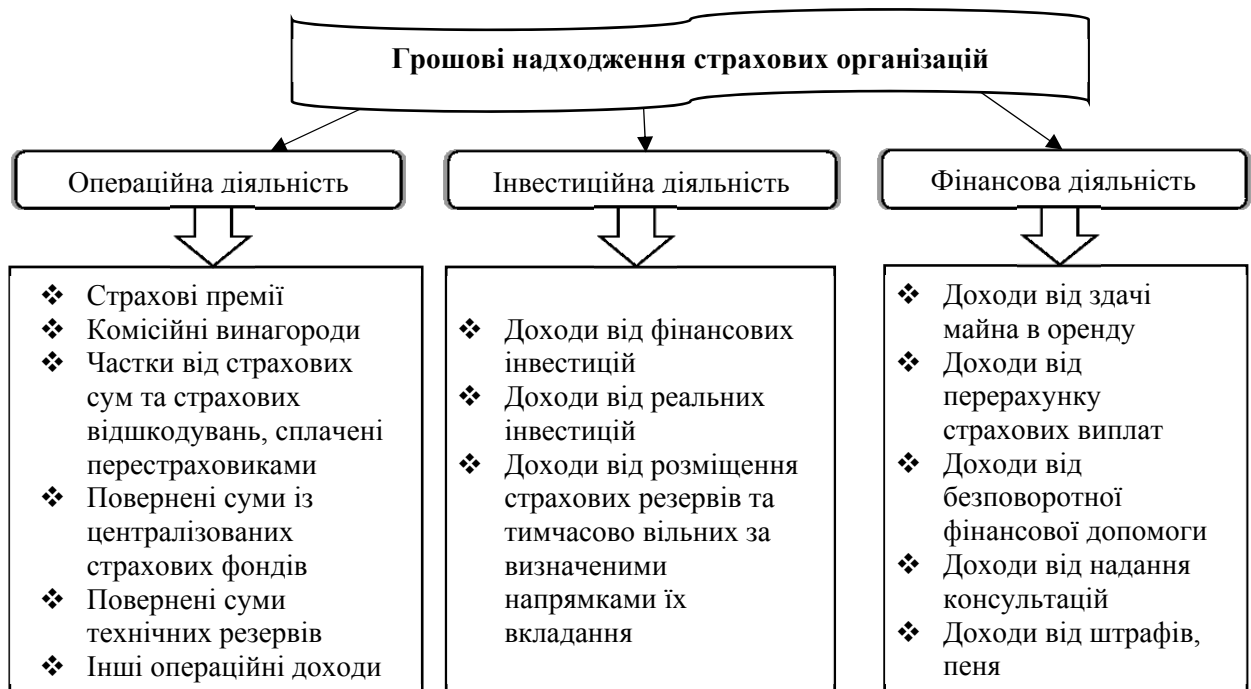 Грошові надходження страхових організацій
Операційна діяльність
Інвестиційна діяльність
Фінансова діяльність
❖ Страхові премії
❖ Комісійні винагороди
❖ Частки від страхових
сум та страхових
відшкодувань, сплачені
перестраховиками
❖ Повернені суми із
централізованих
страхових фондів
❖ Повернені суми
технічних резервів
❖ Інші операційні доходи
❖ Доходи від фінансових
інвестицій
❖ Доходи від реальних
інвестицій
❖ Доходи від розміщення
страхових резервів та
тимчасово вільних за
визначеними
напрямками їх
вкладання
❖ Доходи від здачі
майна в оренду
❖ Доходи від
перерахунку
страхових виплат
❖ Доходи від
безповоротної
фінансової допомоги
❖ Доходи від надання
консультацій
❖ Доходи від штрафів,
пеня